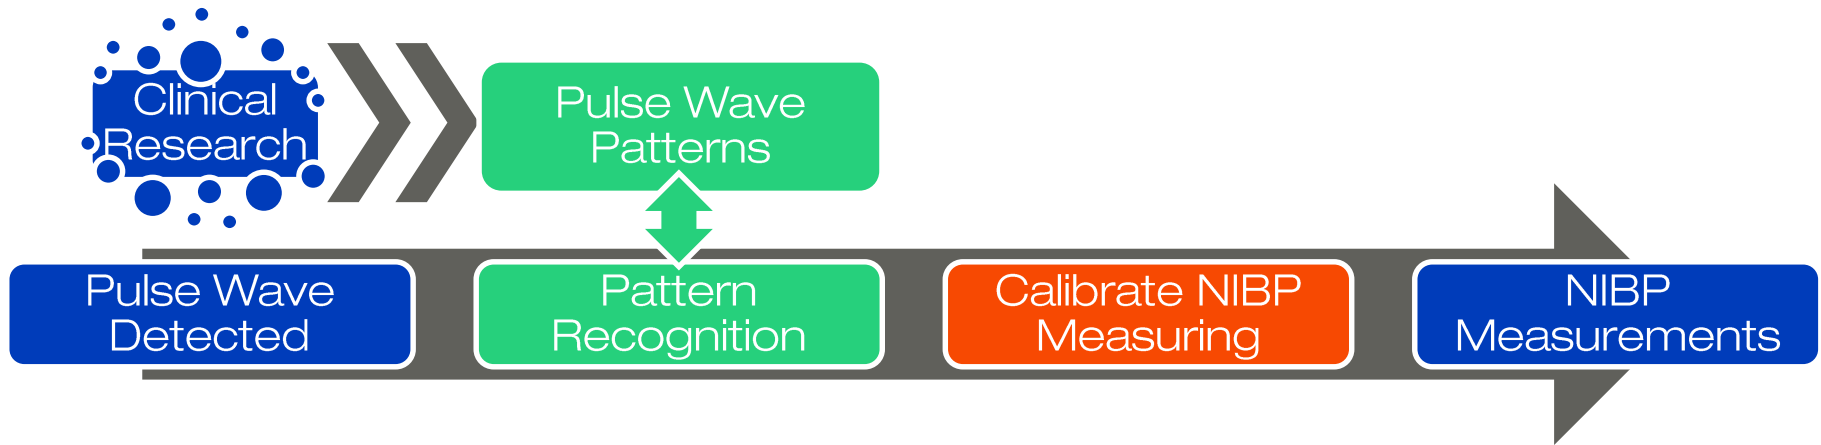 Clinical
Research
Pulse Wave
Patterns
Pulse Wave
Detected
Pattern
Recognition
Calibrate NIBP
Measuring
NIBP
Measurements